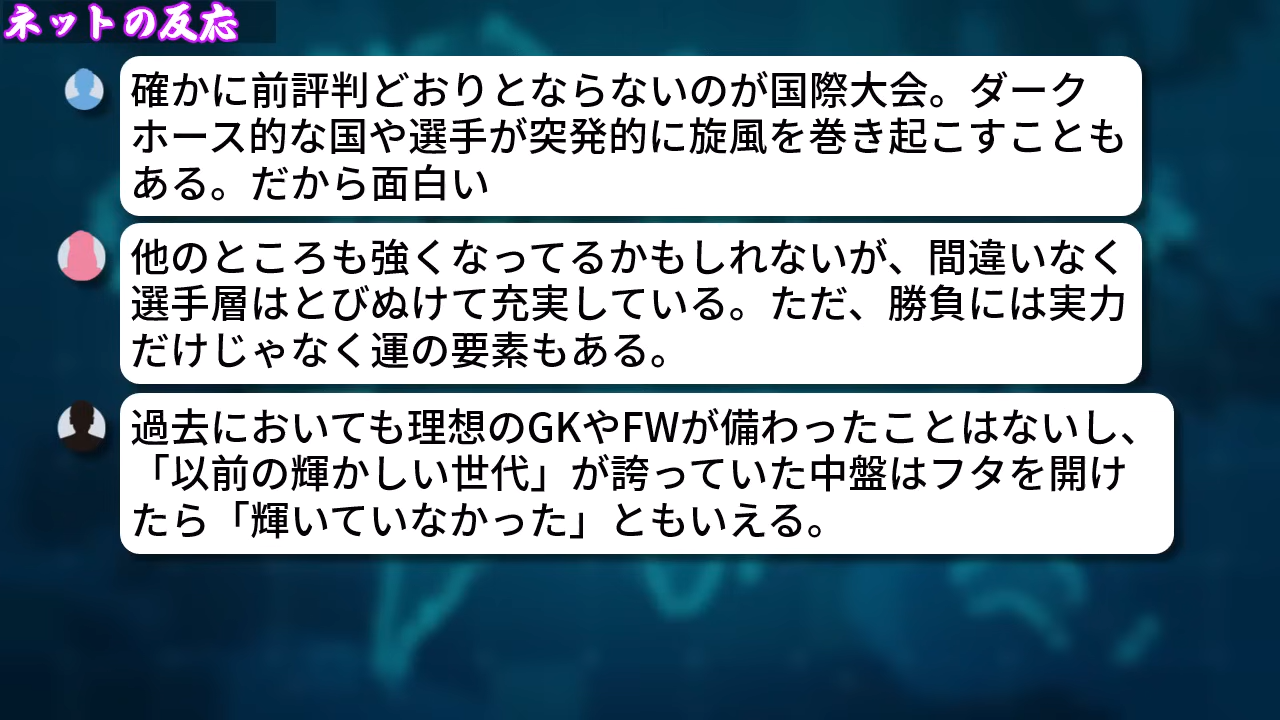 ネットの反応
確かに前評判どおりとならないのが国際大会。ダーク
ホース的な国や選手が突発的に旋風を巻き起こすことも
ある。だから面白い
他のところも強くなってるかもしれないが、間違いなく
選手層はとびぬけて充実している。ただ、勝負には実力
だけじゃなく運の要素もある。
過去においても理想のGKやFWが備わったことはないし、
「以前の輝かしい世代」が誇っていた中盤はフタを開け
たら「輝いていなかった」ともいえる。